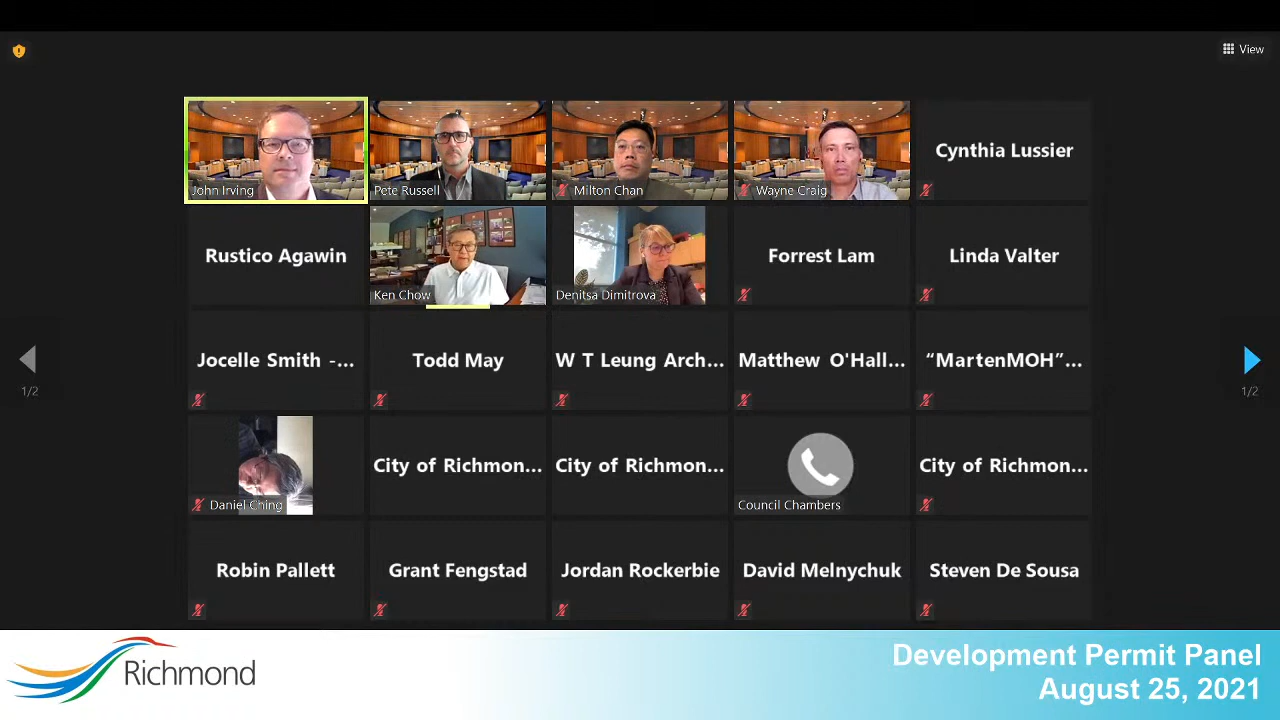 View
John Irving
Pete Russell
Milton Chan
Wayne Craig
Cynthia Lussier
Rustico Agawin
Ken Chow
Denitsa Dimitrova
Forrest Lam
Linda Valter
Jocelle Smith -...
Todd May
W T Leung Arch...
Matthew O'Hall...
“MartenMOH”...
1/2
1/2
Daniel Ching
City of Richmon...
City of Richmon...
Council Chambers
City of Richmon...
Robin Pallett
Grant Fengstad
Jordan Rockerbie
David Melnychuk
Steven De Sousa
Richmond
Development Permit Panel
August 25, 2021